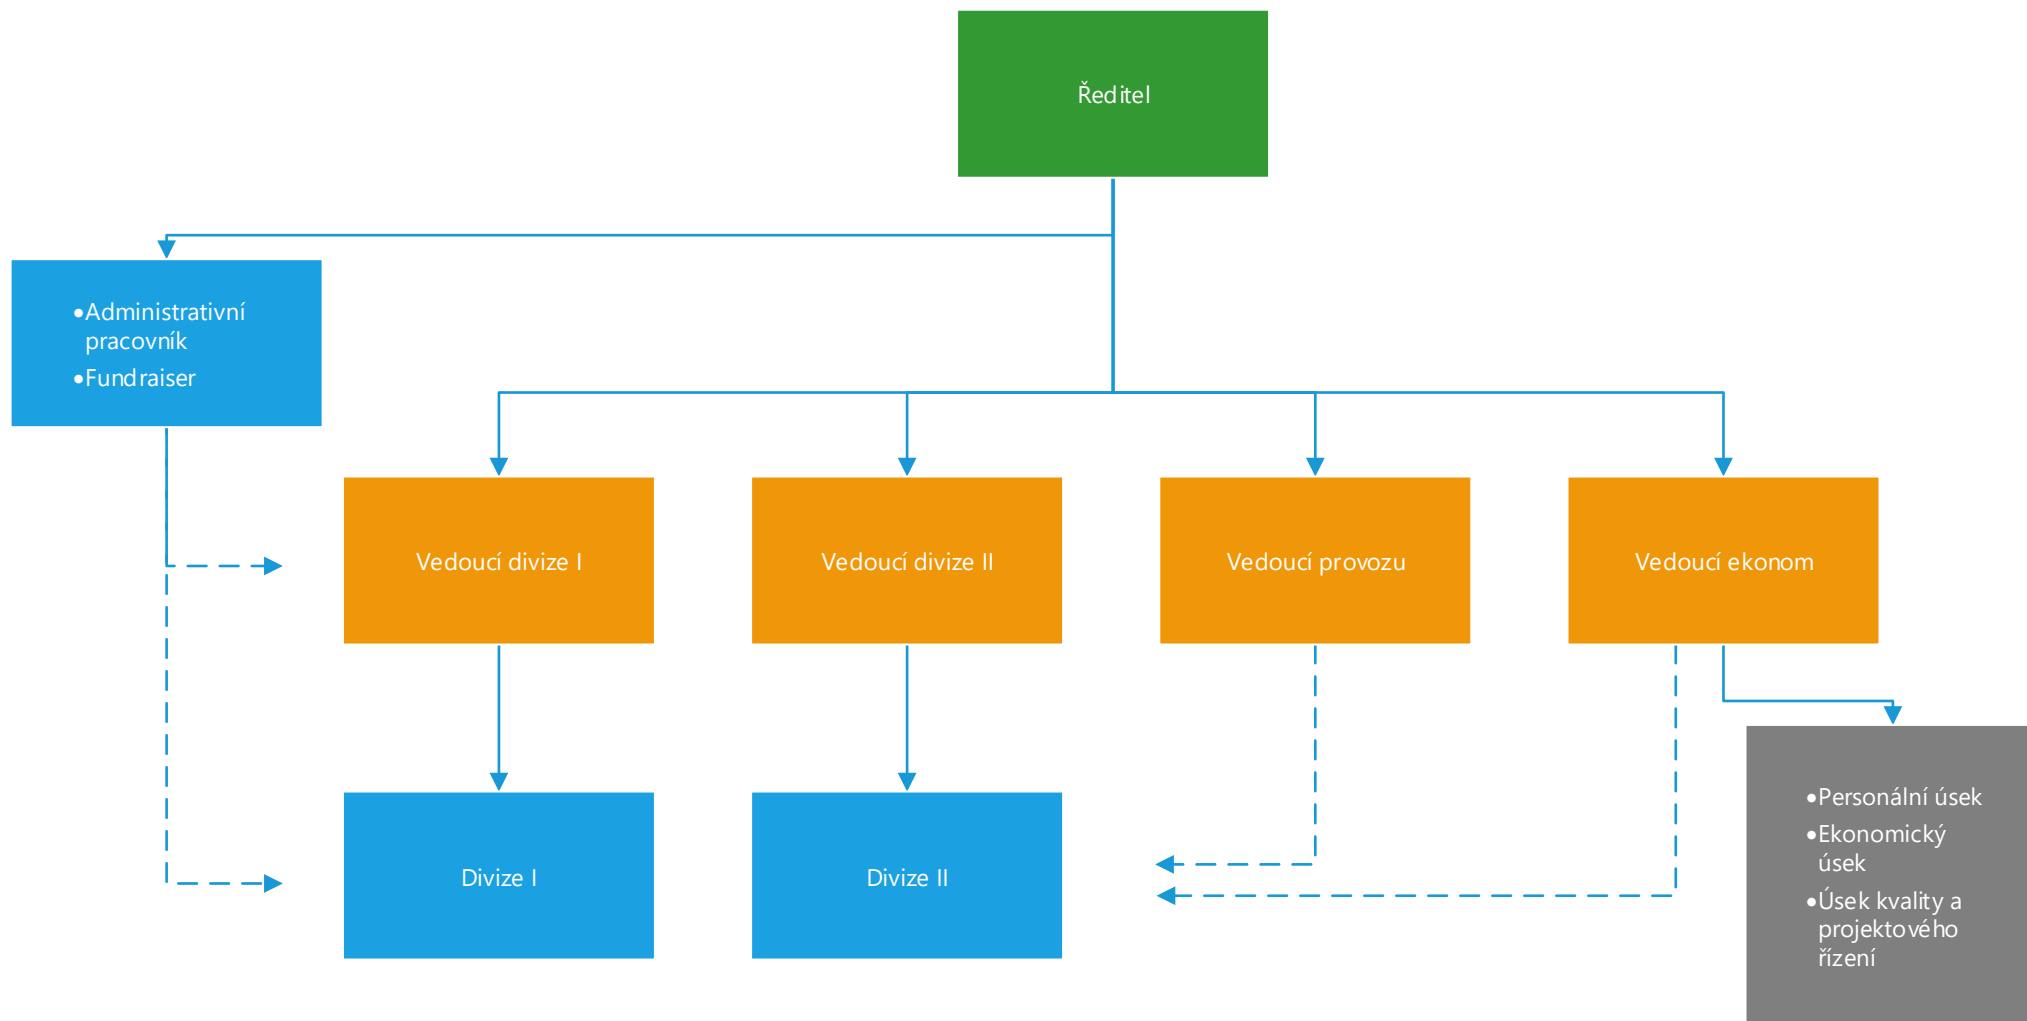 Ředitel
•Administrativní
pracovník
•Fundraiser
Vedoucí divize I
Vedoucí divize II
Vedoucí provozu
Vedoucí ekonom
Divize I
Divize II
•Personální úsek
•Ekonomický
úsek
•Úsek kvality a
projektového
řízení